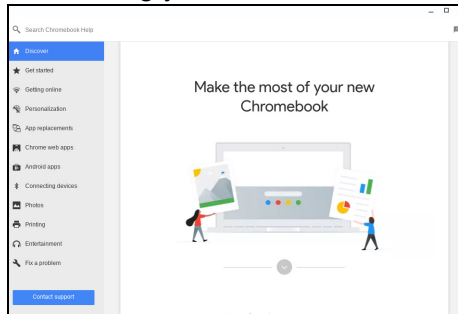 Search Chromebook Help
Discover
Get started
Getting online
Personalization
App replacements
Chrome web apps
Android apps
Connecting devices
Photos
Printing
Entertainment
Fix a problem
Contact support
Make the most of your new
Chromebook